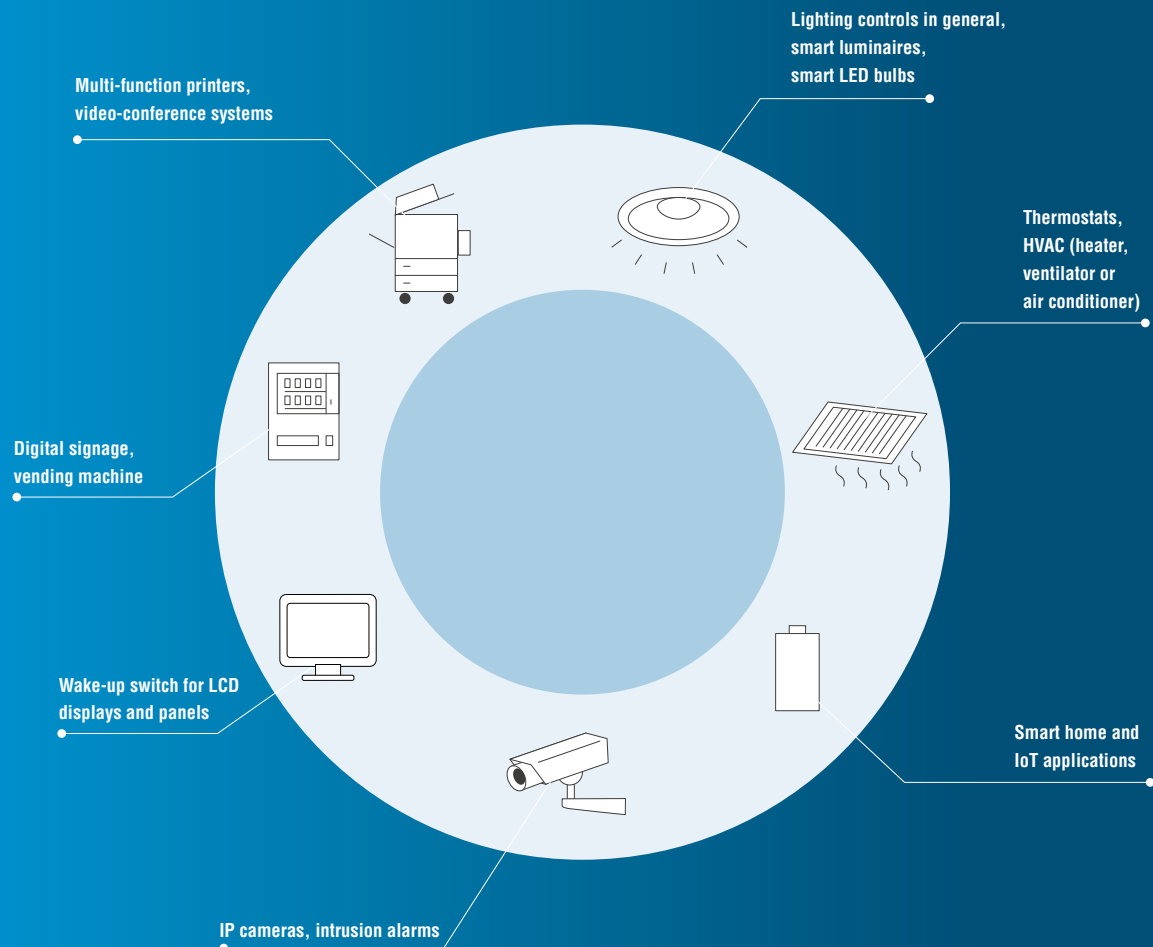 Lighting controls in general,
smart luminaires,
smart LED bulbs
Multi-function printers,
video-conference systems
Thermostats,
HVAC (heater,
ventilator or
air conditioner)
Digital signage,
vending machine
Wake-up switch for LCD
displays and panels
Smart home and
IoT applications
IP cameras, intrusion alarms